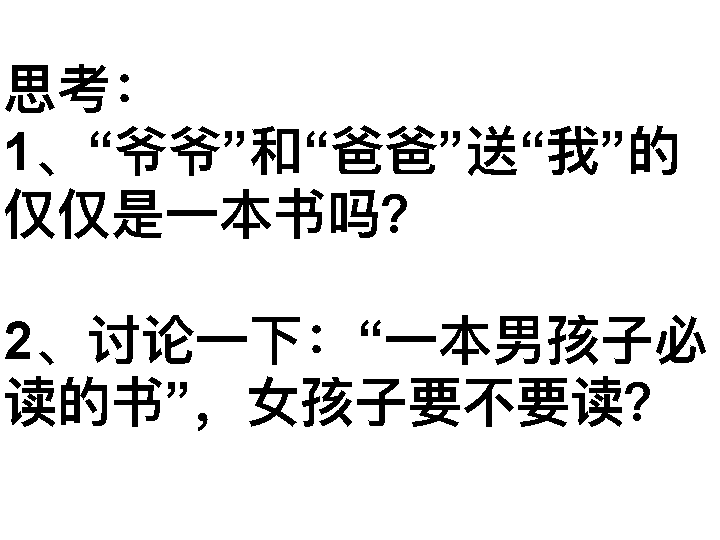 思考：
1、“爷爷”和“爸爸”送“我”的
仅仅是一本书吗？
2、讨论一下：“一本男孩子必
读的书”，女孩子要不要读？